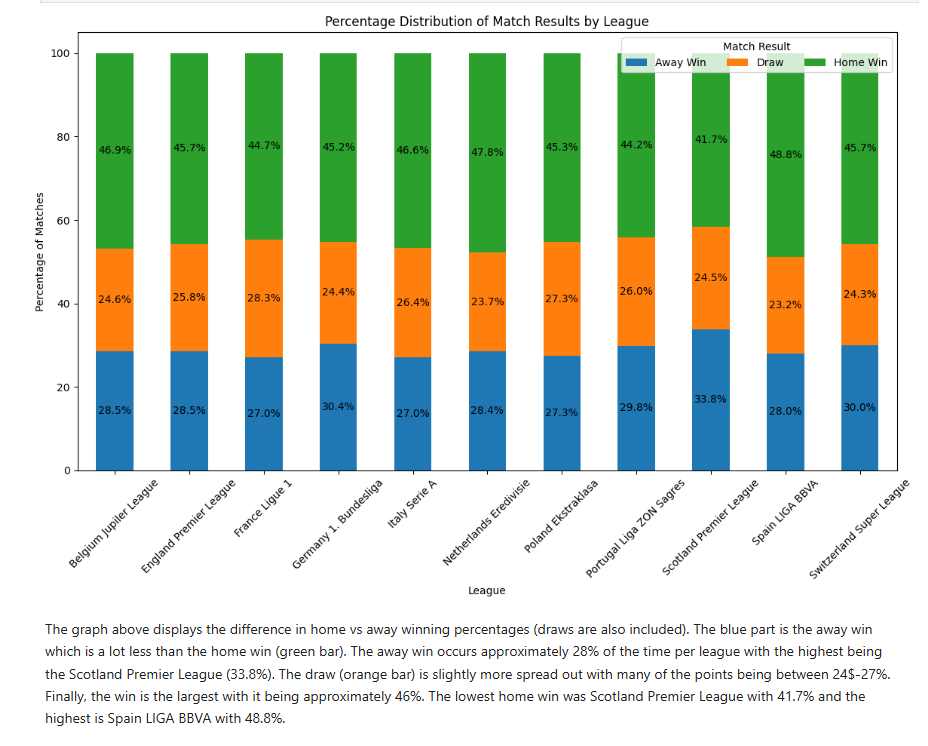 Percentage Distribution of Match Results by League
Match Result
Away Win Draw Home Win
Percentage of Matches
100
80
60
40
20
0
46.9% 45.7% 44.7% 45.2% 46.6% 47.8% 45.3% 44.2% 41.7% 48.8% 45.7%
24.6% 25.8% 28.3% 24.4% 26.4% 23.7% 27.3% 26.0% 24.5% 23.2% 24.3%
28.5% 28.5% 27.0% 30.4% 27.0% 28.4% 27.3% 29.8% 33.8% 28.0% 30.0%
Belgium Jupiler League
England Premier League
France Ligue 1
Germany 1. Bundesliga
Italy Serie A
Netherlands Eredivisie
Poland Ekstraklasa
Portugal Liga ZON Sagres
Scotland Premier League
Spain LIGA BBVA
Switzerland Super League
League
The graph above displays the difference in home vs away winning percentages (draws are also included). The blue part is the away win
which is a lot less than the home win (green bar). The away win occurs approximately 28% of the time per league with the highest being
the Scotland Premier League (33.8%). The draw (orange bar) is slightly more spread out with many of the points being between 24$-27%.
Finally, the win is the largest with it being approximately 46%. The lowest home win was Scotland Premier League with 41.7% and the
highest is Spain LIGA BBVA with 48.8%.